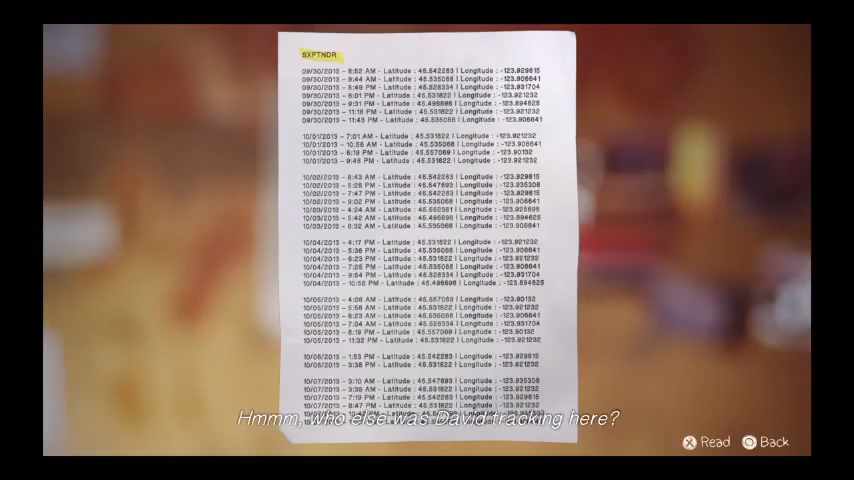 SXFTNDR
09/30/2013 - 8:52 AM - Latitude : 45.542283 | Longitude : -123.929815
09/30/2013 - 9:44 AM - Latitude : 45.535068 | Longitude : -123.906641
09/30/2013 - 5:49 PM - Latitude : 45.528334 | Longitude : -123.931704
09/30/2013 - 6:01 PM - Latitude : 45.531822 | Longitude : -123.921232
09/30/2013 - 9:31 PM - Latitude : 45.496698 | Longitude : -123.894625
09/30/2013 - 11:16 PM - Latitude : 45.531822 | Longitude : -123.921232
09/30/2013 - 11:43 PM - Latitude : 45.535068 | Longitude : -123.906641
10/01/2013 - 7:01 AM - Latitude : 45.531822 | Longitude : -123.921232
10/01/2013 - 10:58 AM - Latitude : 45.535068 | Longitude : -123.906641
10/01/2013 - 6:19 PM - Latitude : 45.557069 | Longitude : -123.90132
10/01/2013 - 9:45 PM - Latitude : 45.531822 | Longitude : -123.921232
10/02/2013 - 8:43 AM - Latitude : 45.542283 | Longitude : -123.929815
10/02/2013 - 5:28 PM - Latitude : 45.547693 | Longitude : -123.935308
10/02/2013 - 7:47 PM - Latitude : 45.542283 | Longitude : -123.929815
10/02/2013 - 9:02 PM - Latitude : 45.535068 | Longitude : -123.906641
10/03/2013 - 4:24 AM - Latitude : 45.552381 | Longitude : -123.925695
10/03/2013 - 5:42 AM - Latitude : 45.496698 | Longitude : -123.894625
10/03/2013 - 6:32 AM - Latitude : 45.535068 | Longitude : -123.906641
10/04/2013 - 4:17 PM - Latitude : 45.531822 | Longitude : -123.921232
10/04/2013 - 5:36 PM - Latitude : 45.535068 | Longitude : -123.906641
10/04/2013 - 6:23 PM - Latitude : 45.531822 | Longitude : -123.921232
10/04/2013 - 7:25 PM - Latitude : 45.535068 | Longitude : -123.906641
10/04/2013 - 9:54 PM - Latitude : 45.528334 | Longitude : -123.931704
10/04/2013 - 10:58 PM - Latitude : 45.496698 | Longitude : -123.894625
10/05/2013 - 4:08 AM - Latitude : 45.557069 | Longitude : -123.90132
10/05/2013 - 5:58 AM - Latitude : 45.531822 | Longitude : -123.921232
10/05/2013 - 6:23 AM - Latitude : 45.535068 | Longitude : -123.906641
10/05/2013 - 7:04 AM - Latitude : 45.528334 | Longitude : -123.931704
10/05/2013 - 8:19 PM - Latitude : 45.557069 | Longitude : -123.90132
10/05/2013 - 11:32 PM - Latitude : 45.531822 | Longitude : -123.921232
10/06/2013 - 1:53 PM - Latitude : 45.542283 | Longitude : -123.929815
10/06/2013 - 3:38 PM - Latitude : 45.531822 | Longitude : -123.921232
10/07/2013 - 3:10 AM - Latitude : 45.547693 | Longitude : -123.935308
10/07/2013 - 3:35 AM - Latitude : 45.531822 | Longitude : -123.921232
10/07/2013 - 7:19 PM - Latitude : 45.542283 | Longitude : -123.929815
10/07/2013 - 8:47 PM - Latitude : 45.531822 | Longitude : -123.921232
Hmmm, who else was David tracking here?
Read
Back